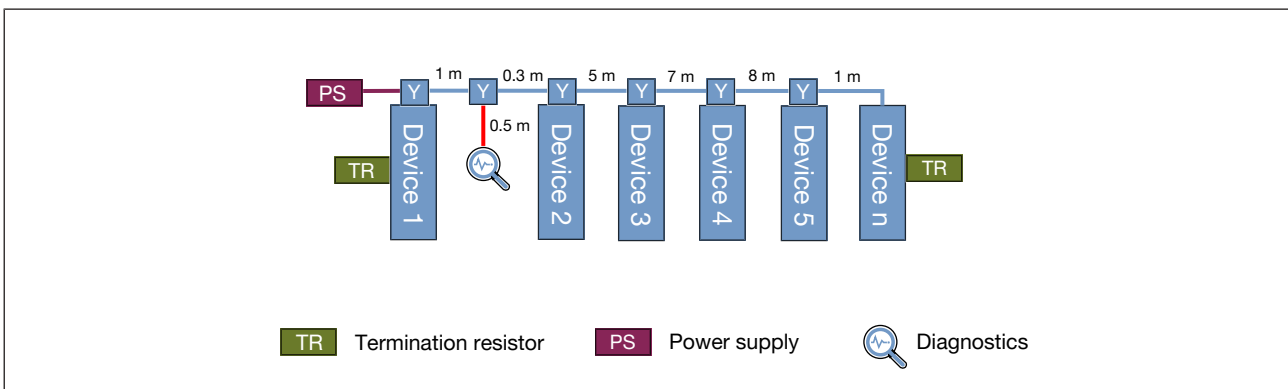 1 m 0.3 m 5 m 7 m 8 m 1 m
PS Y Y Y Y Y Y
0.5 m
TR Device 1 Device 2 Device 3 Device 4 Device 5 Device n TR
TR Termination resistor PS Power supply Diagnostics